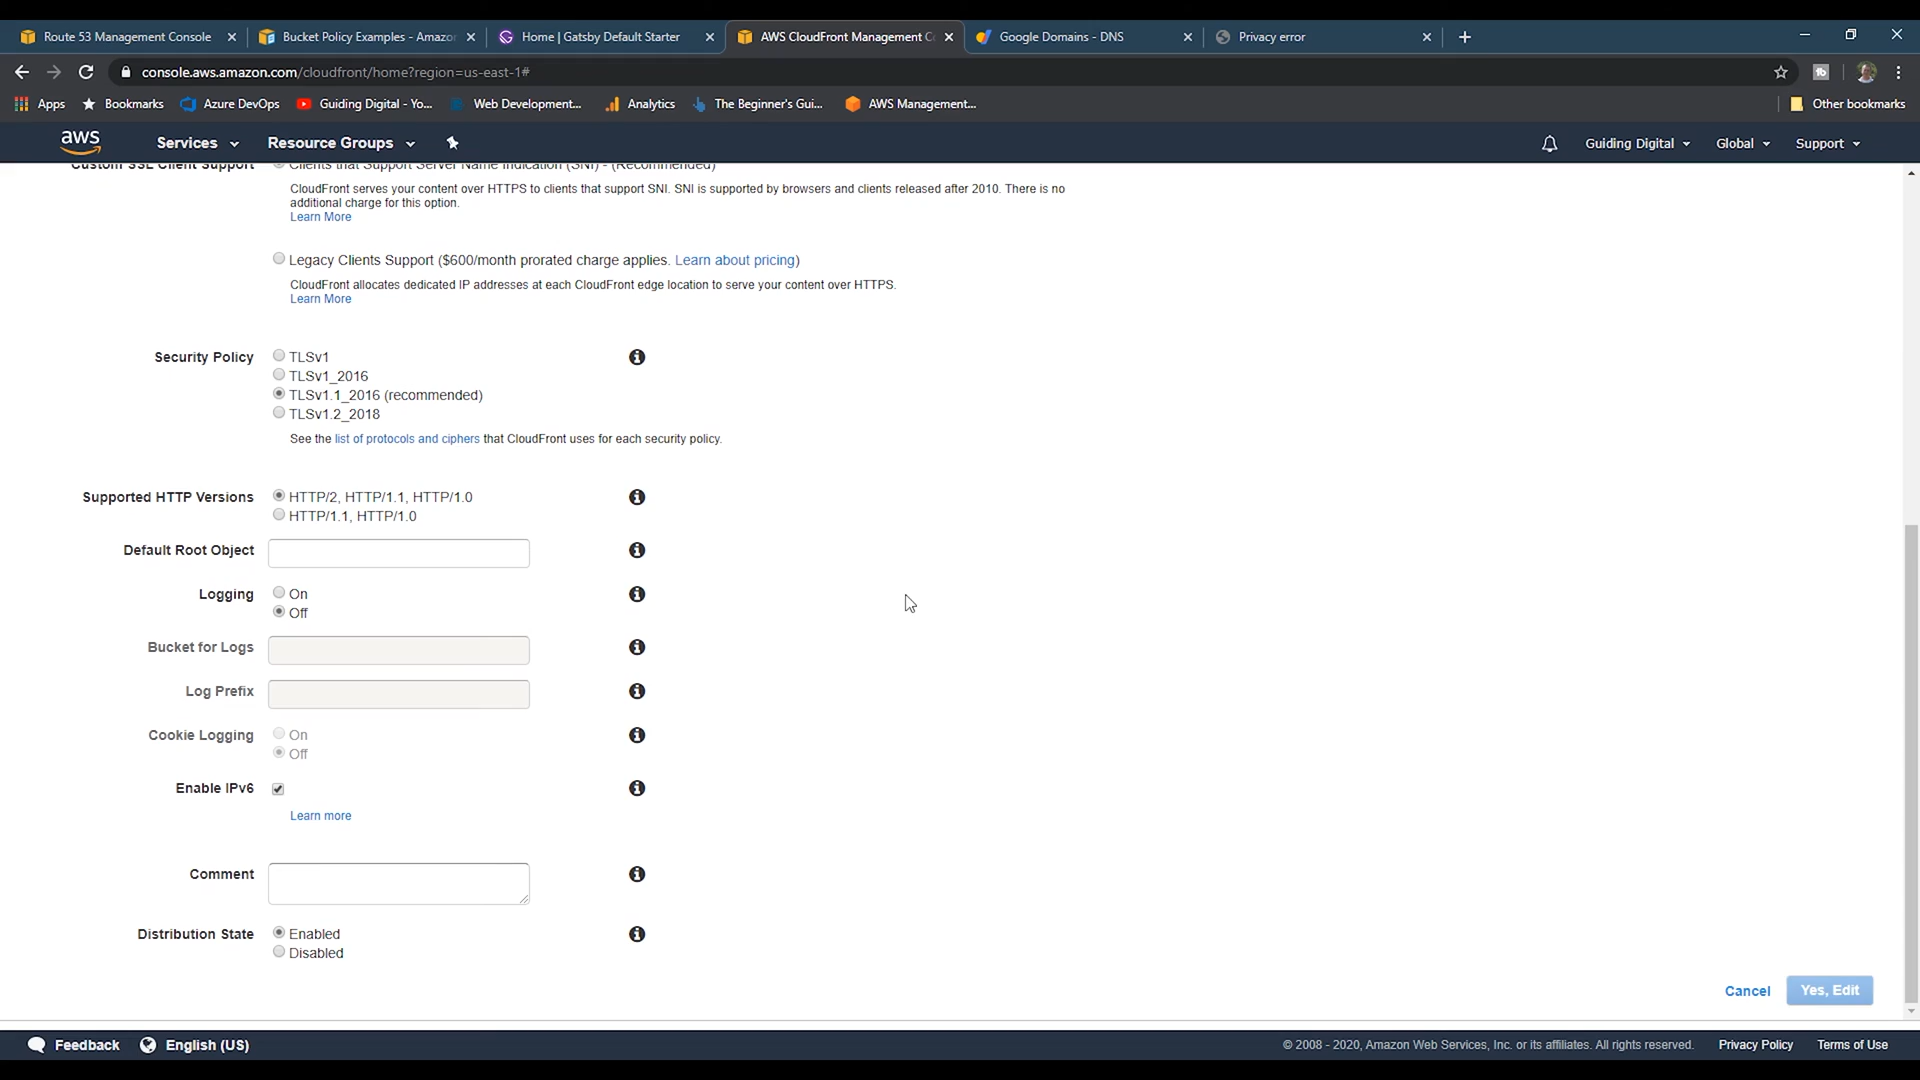 Route 53 Management Console
Bucket Policy Examples - Amazon
Home | Gatsby Default Starter
AWS CloudFront Management C
Google Domains - DNS
Privacy error
console.aws.amazon.com/cloudfront/home?region=us-east-1#
Apps
Bookmarks
Azure DevOps
Guiding Digital - Yo...
Web Development...
Analytics
The Beginner's Gui...
AWS Management...
Other bookmarks
aws
Services
Resource Groups
Guiding Digital
Global
Support
Custom SSL Client Support
Clients that Support Server Name Indication (SNI) - (Recommended)
CloudFront serves your content over HTTPS to clients that support SNI. SNI is supported by browsers and clients released after 2010. There is no
additional charge for this option.
Learn More
Legacy Clients Support ($600/month prorated charge applies. Learn about pricing)
CloudFront allocates dedicated IP addresses at each CloudFront edge location to serve your content over HTTPS.
Learn More
Security Policy
TLSv1
TLSv1_2016
TLSv1.1_2016 (recommended)
TLSv1.2_2018
See the list of protocols and ciphers that CloudFront uses for each security policy.
Supported HTTP Versions
HTTP/2, HTTP/1.1, HTTP/1.0
HTTP/1.1, HTTP/1.0
Default Root Object
Logging
On
Off
Bucket for Logs
Log Prefix
Cookie Logging
On
Off
Enable IPv6
Learn more
Comment
Distribution State
Enabled
Disabled
Cancel
Yes, Edit
Feedback
English (US)
© 2008 - 2020, Amazon Web Services, Inc. or its affiliates. All rights reserved.
Privacy Policy
Terms of Use